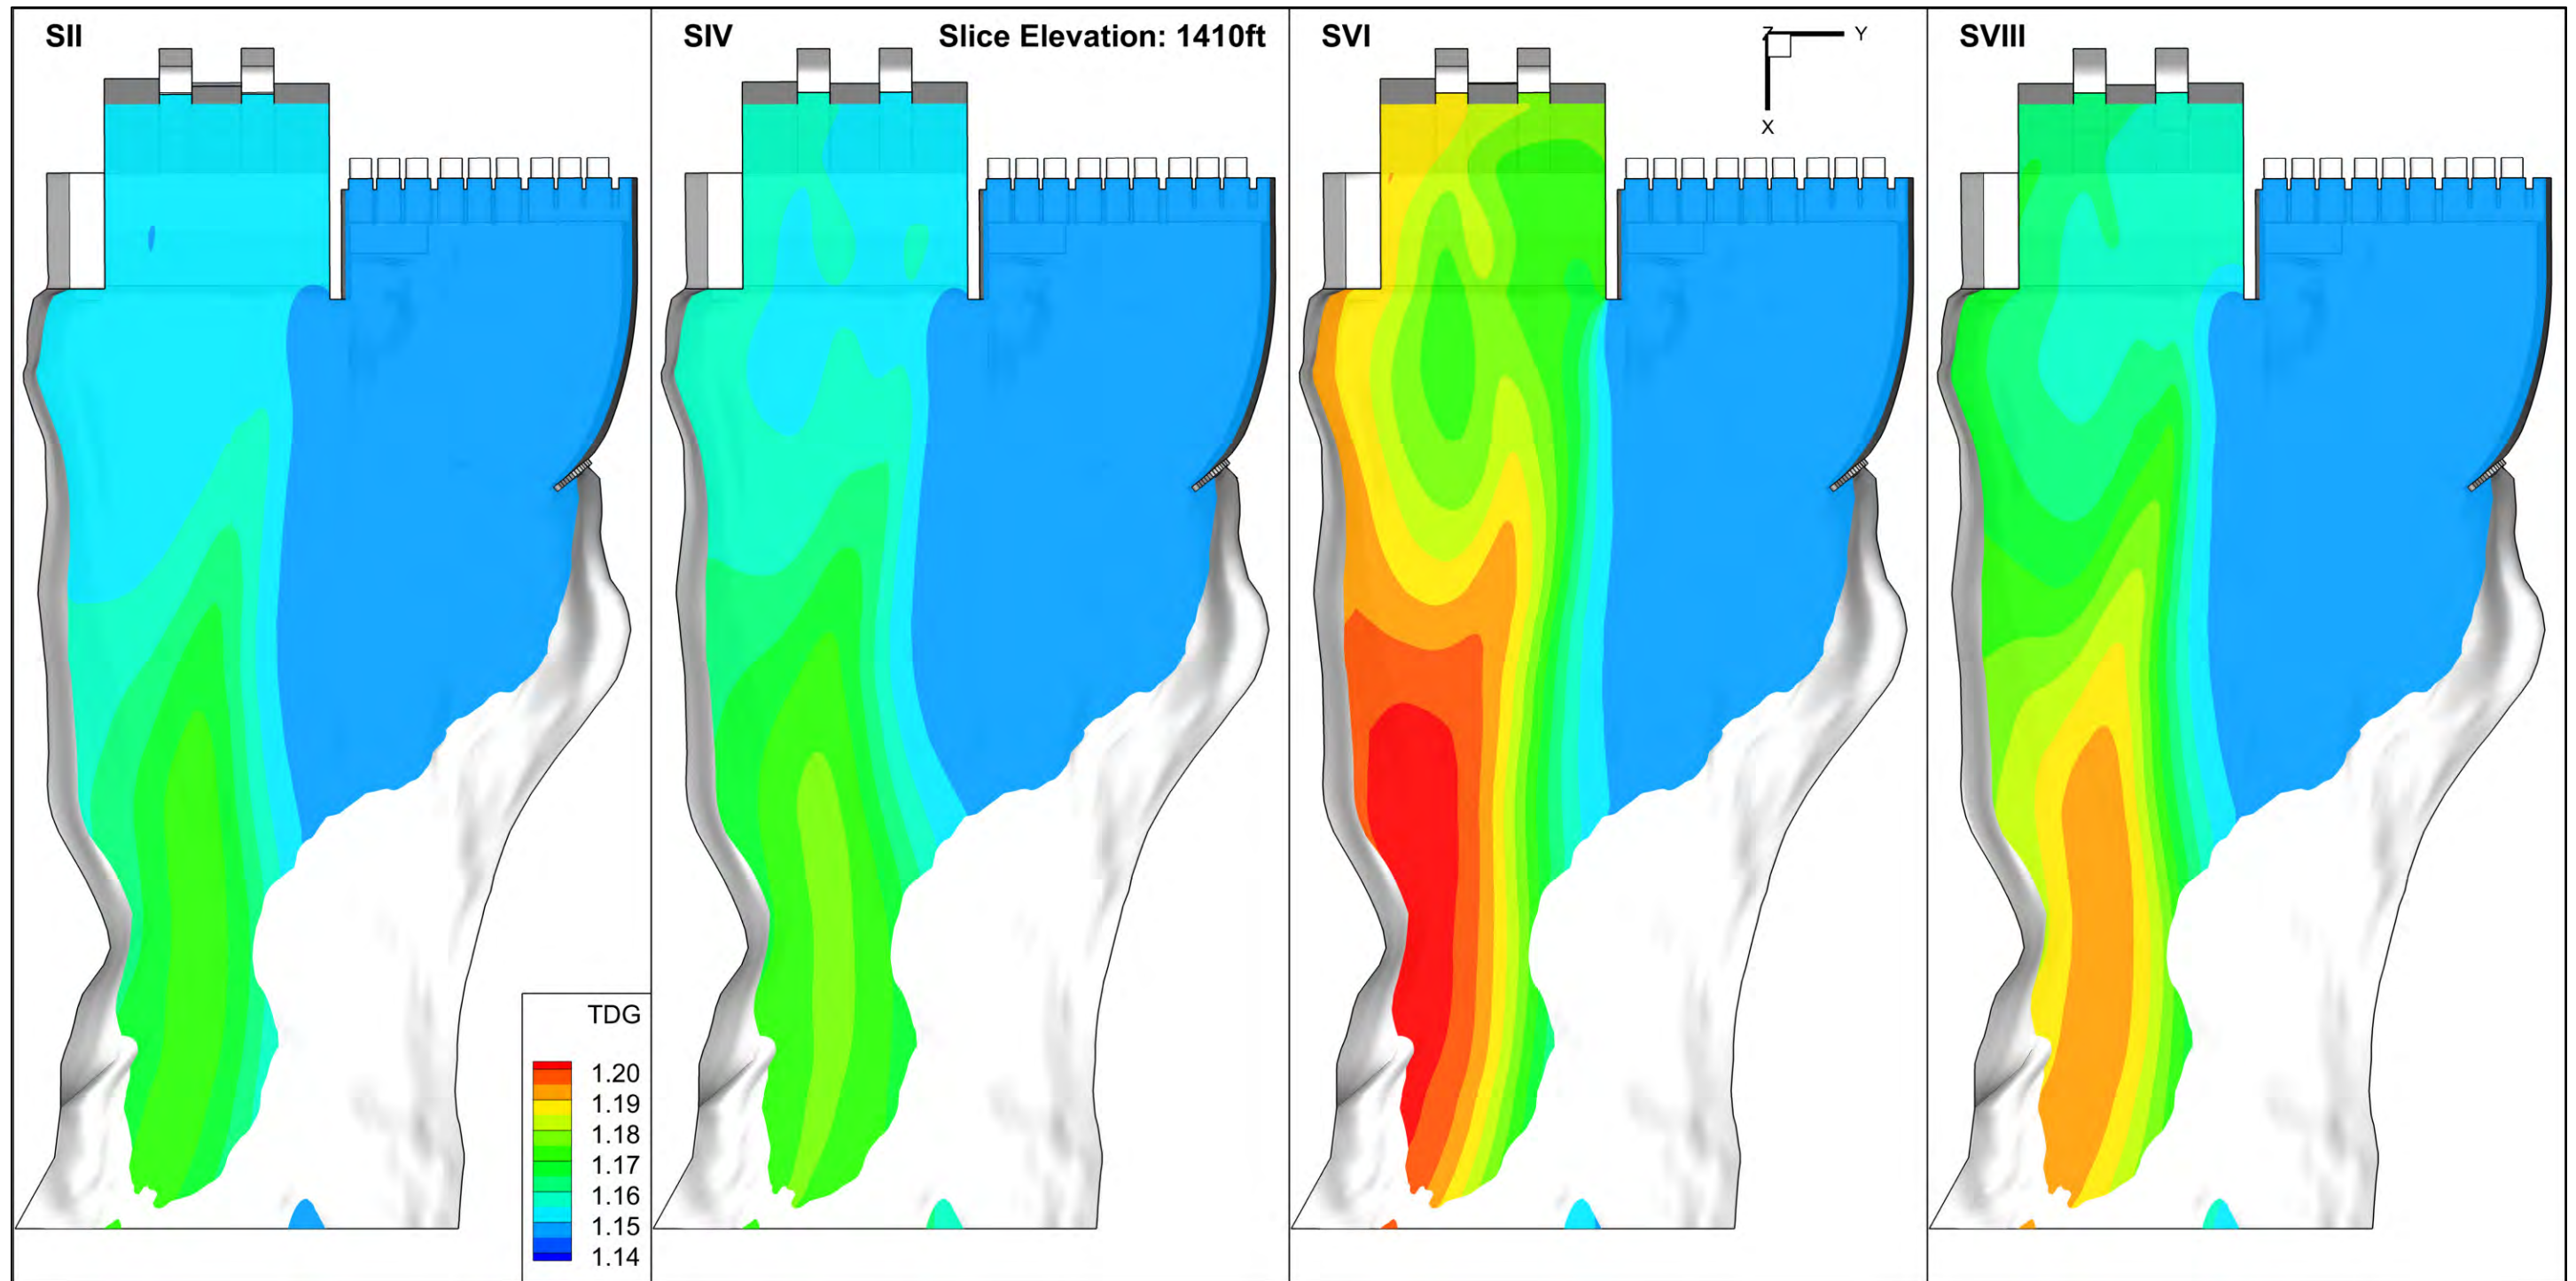 SII
SIV
Slice Elevation: 1410ft
SVI
Z
Y
X
SVIII
TDG
1.20
1.19
1.18
1.17
1.16
1.15
1.14